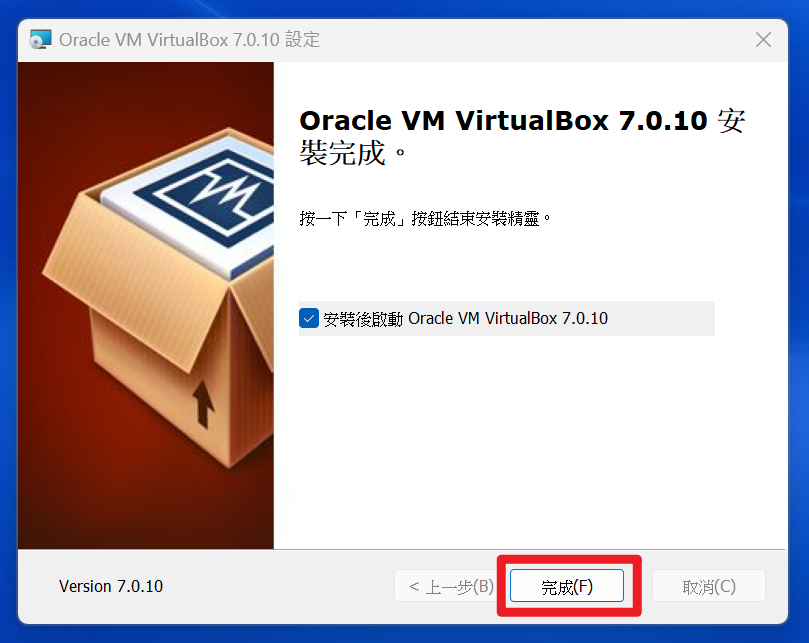 Oracle VM VirtualBox 7.0.10 設定
Oracle VM VirtualBox 7.0.10 安
裝完成。
按一下「完成」按鈕結束安裝精靈。
安裝後啟動 Oracle VM VirtualBox 7.0.10
Version 7.0.10
< 上一步(B)
完成(F)
取消(C)